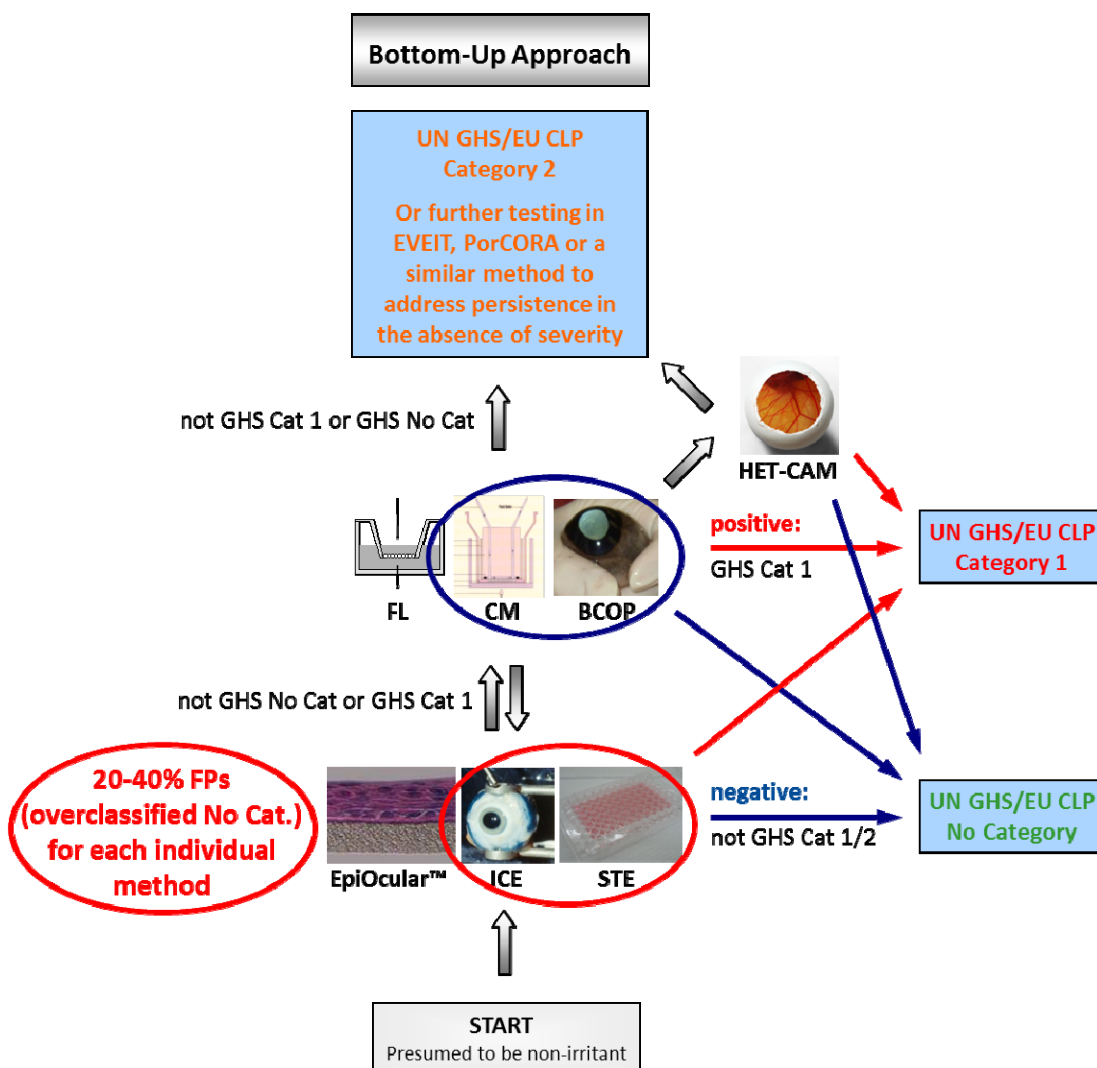 Bottom-Up Approach
UN GHS/EU CLP
Category 2
Or further testing in
EVEIT, PorCORA or a
similar method to
address persistence in
the absence of severity
not GHS Cat 1 or GHS No Cat
HET-CAM
positive:
GHS Cat 1
UN GHS/EU CLP
Category 1
FL
CM
BCOP
not GHS No Cat or GHS Cat 1
20-40% FPs
(overclassified No Cat.)
for each individual
method
EpiOcular™
ICE
STE
negative:
not GHS Cat 1/2
UN GHS/EU CLP
No Category
START
Presumed to be non-irritant